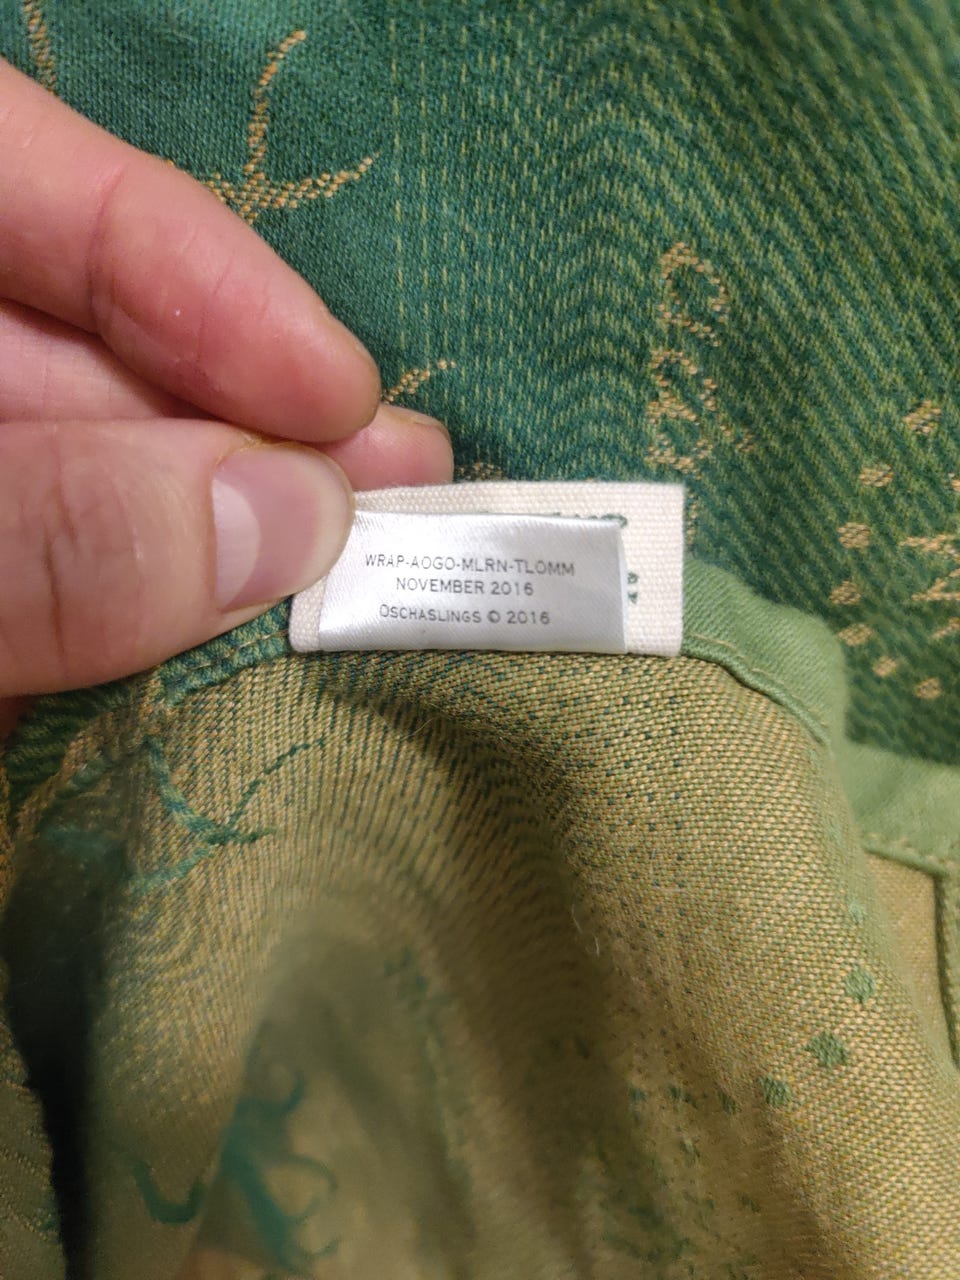 WRAP-AOGO-MLRN-TLOMM
NOVEMBER 2016
OSCHASLINGS © 2016